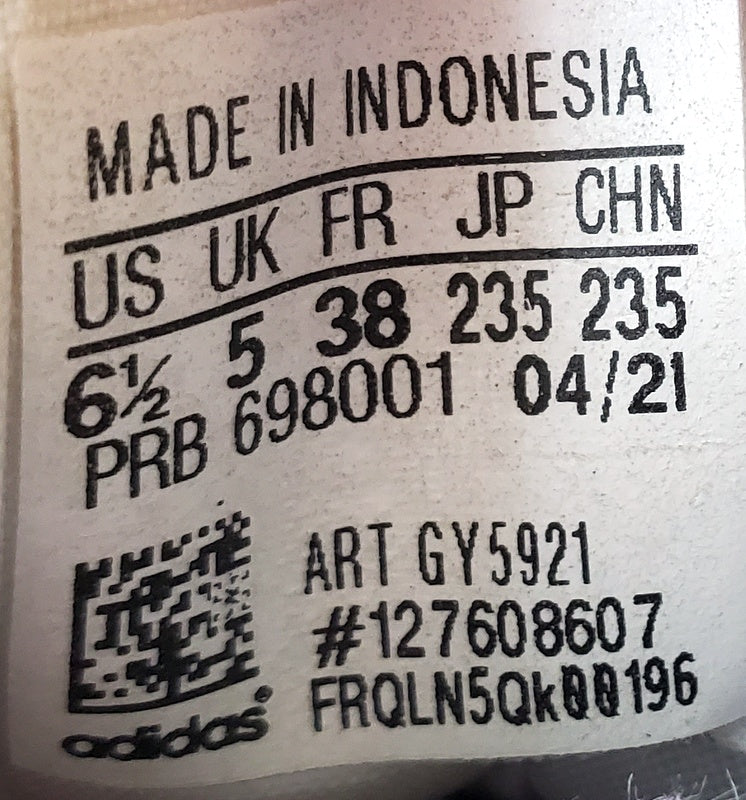 MADE IN INDONESIA
US UK FR JP CHN
6½ 5 38 235 235
PRB 698001 04/21
ART GY5921
#127608607
FRQLN5Qk00196
adidas